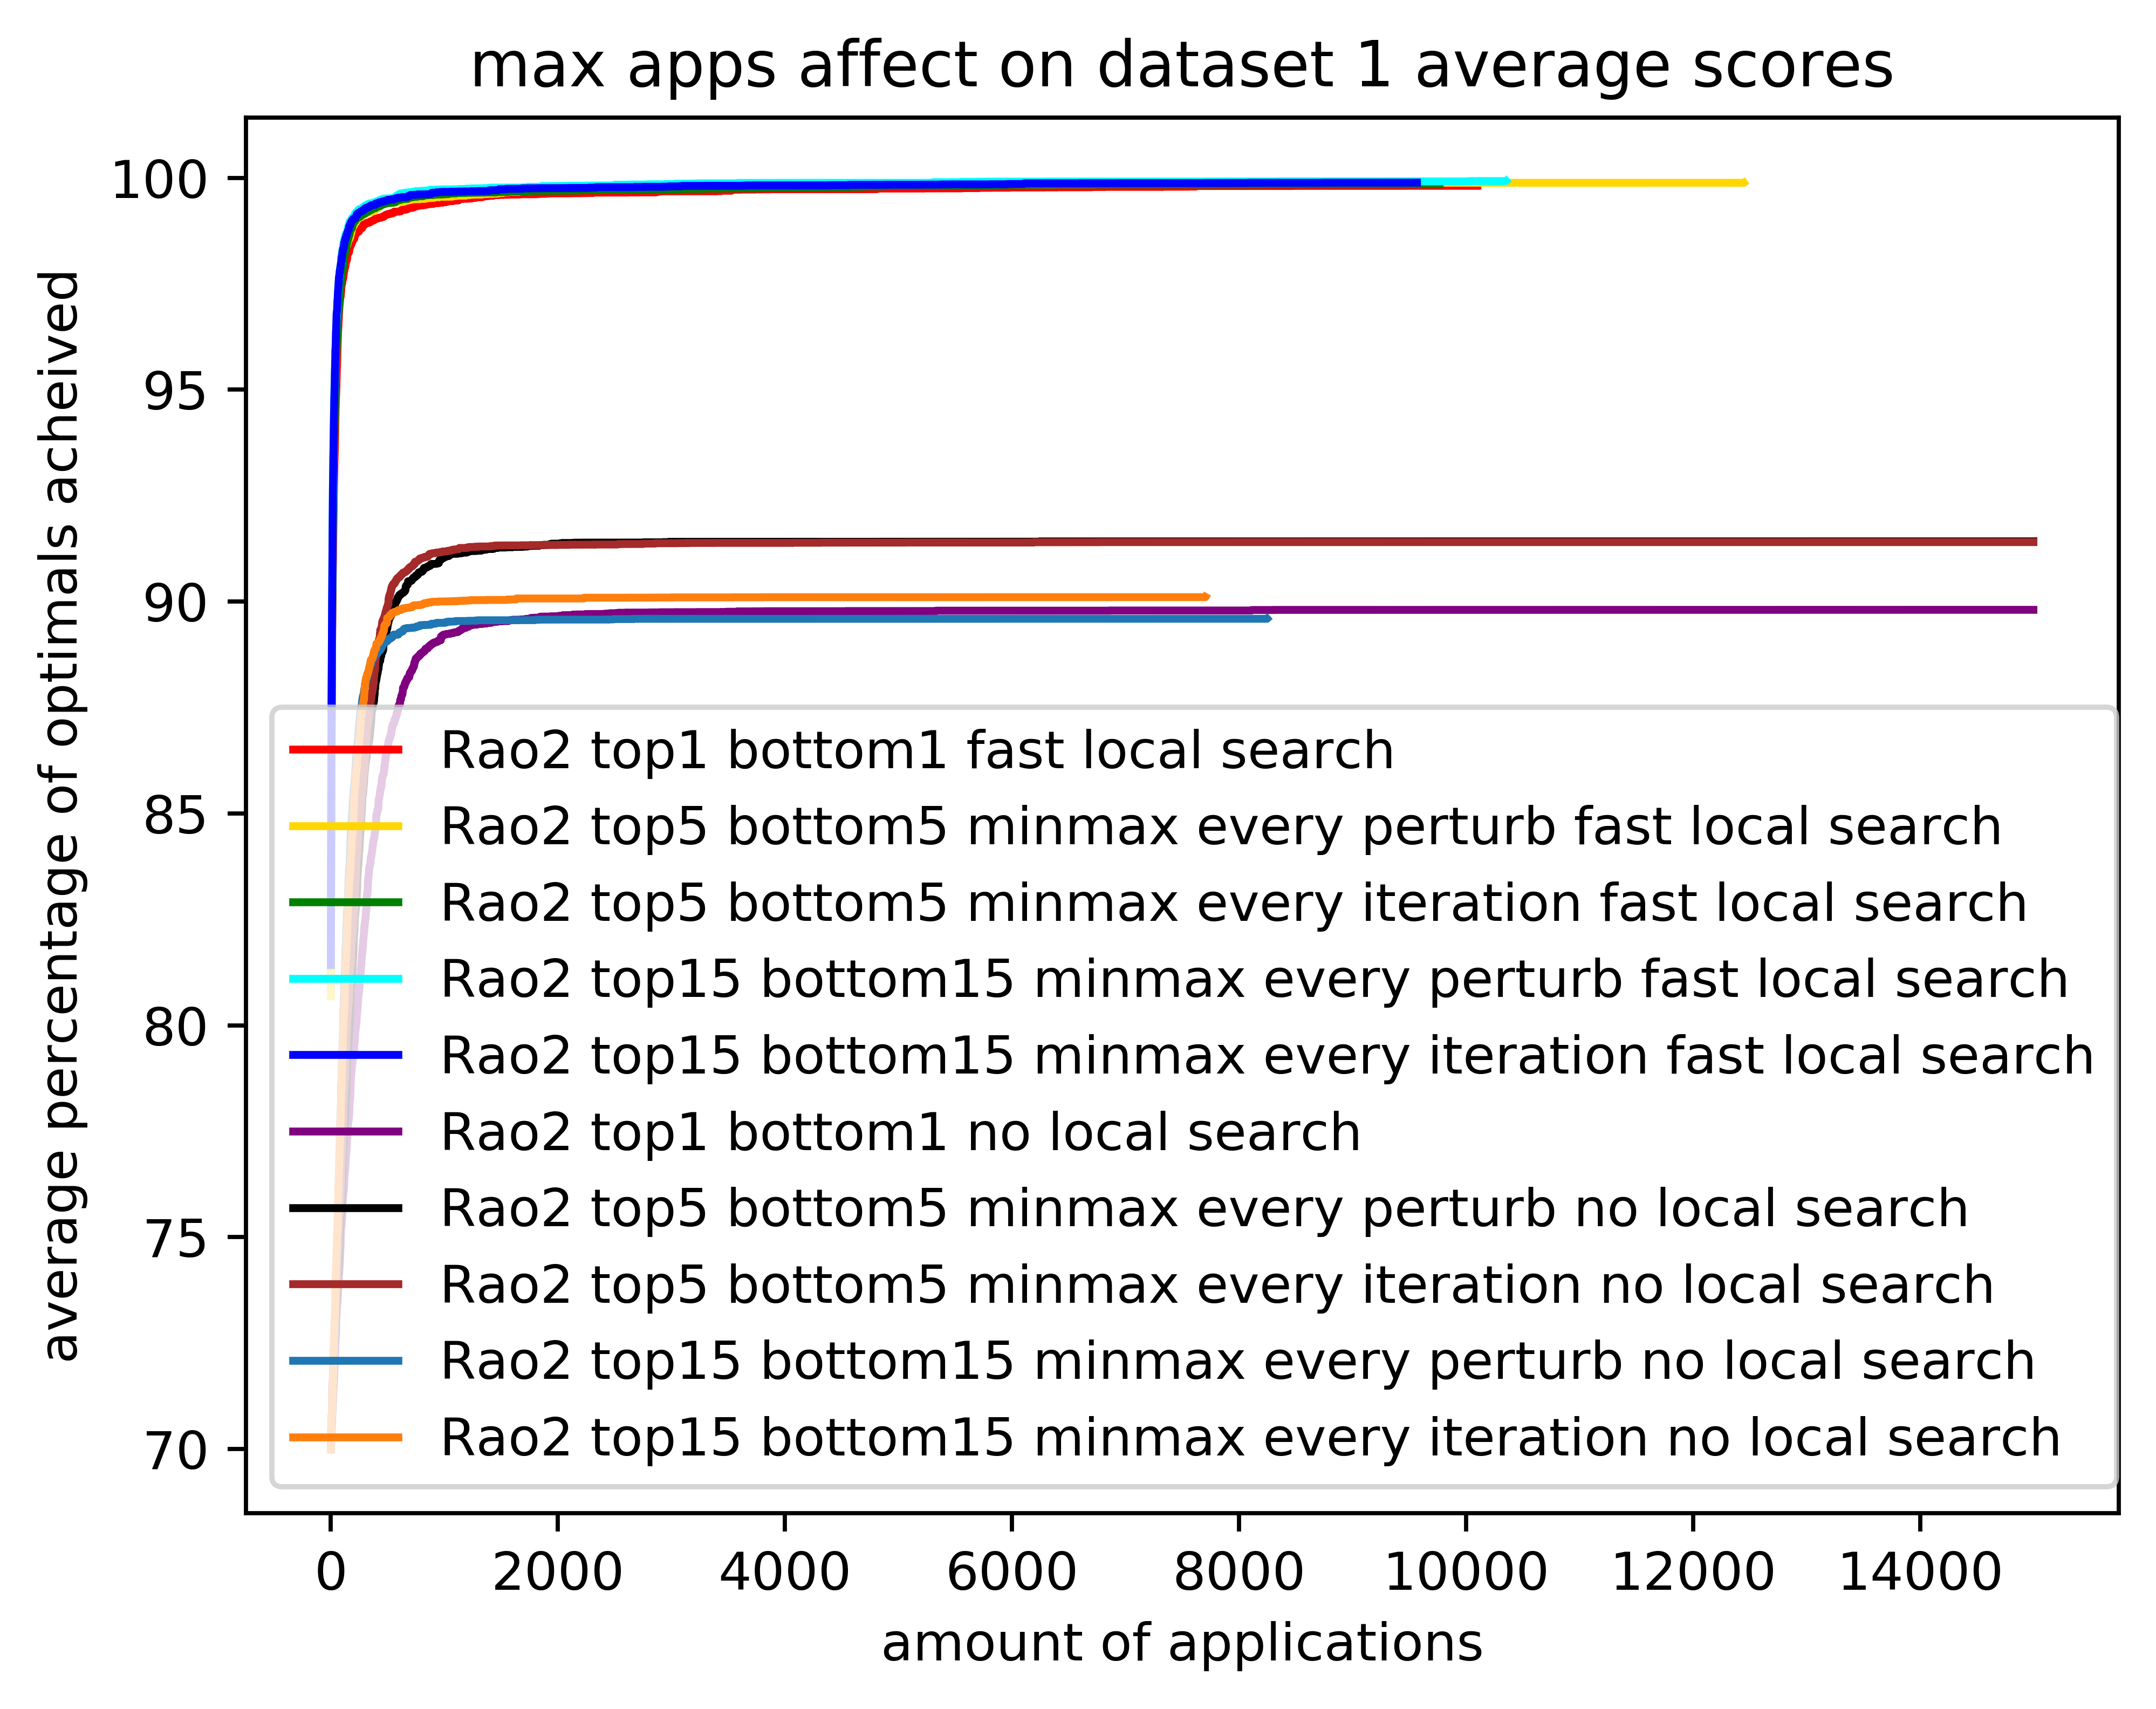 max apps affect on dataset 1 average scores
average percentage of optimals acheived
100
95
90
85
80
75
70
Rao2 top1 bottom1 fast local search
Rao2 top5 bottom5 minmax every perturb fast local search
Rao2 top5 bottom5 minmax every iteration fast local search
Rao2 top15 bottom15 minmax every perturb fast local search
Rao2 top15 bottom15 minmax every iteration fast local search
Rao2 top1 bottom1 no local search
Rao2 top5 bottom5 minmax every perturb no local search
Rao2 top5 bottom5 minmax every iteration no local search
Rao2 top15 bottom15 minmax every perturb no local search
Rao2 top15 bottom15 minmax every iteration no local search
0 2000 4000 6000 8000 10000 12000 14000
amount of applications